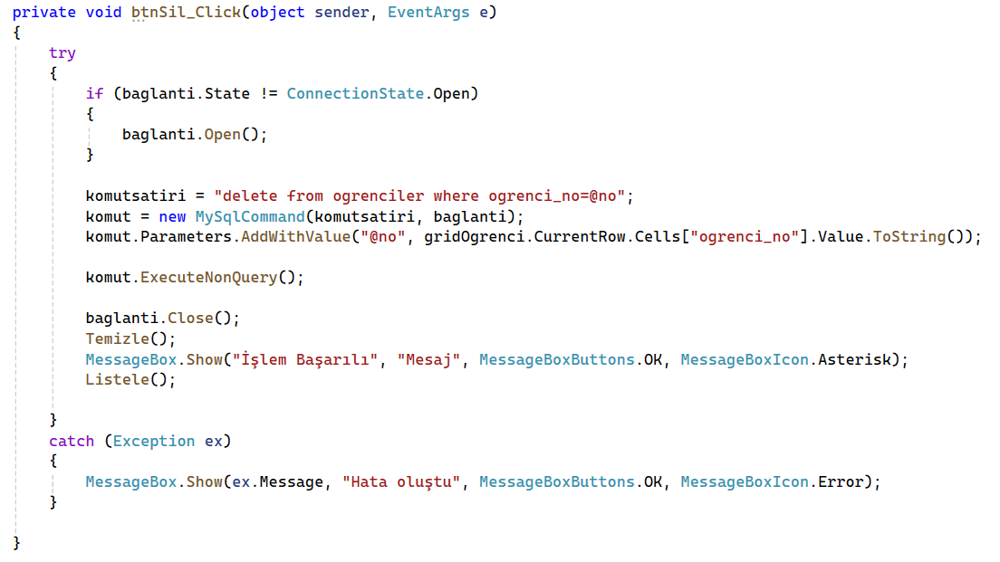 private void btnSil_Click(object sender, EventArgs e)
{
try
{
if (baglanti.State != ConnectionState.Open)
{
baglanti.Open();
}
komutsatiri = "delete from ogrenciler where ogrenci_no=@no";
komut = new MySqlCommand(komutsatiri, baglanti);
komut.Parameters.AddWithValue("@no", gridOgrenci.CurrentRow.Cells["ogrenci_no"].Value.ToString());
komut.ExecuteNonQuery();
baglanti.Close();
Temizle();
MessageBox.Show("İşlem Başarılı", "Mesaj", MessageBoxButtons.OK, MessageBoxIcon.Asterisk);
Listele();
}
catch (Exception ex)
{
MessageBox.Show(ex.Message, "Hata oluştu", MessageBoxButtons.OK, MessageBoxIcon.Error);
}
}